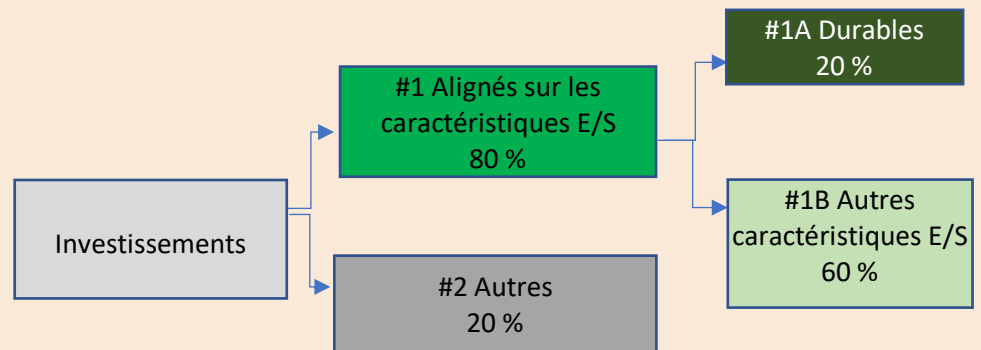 #1A Durables
20 %
#1 Alignés sur les
caractéristiques E/S
80 %
#1B Autres
caractéristiques E/S
60 %
Investissements
#2 Autres
20 %